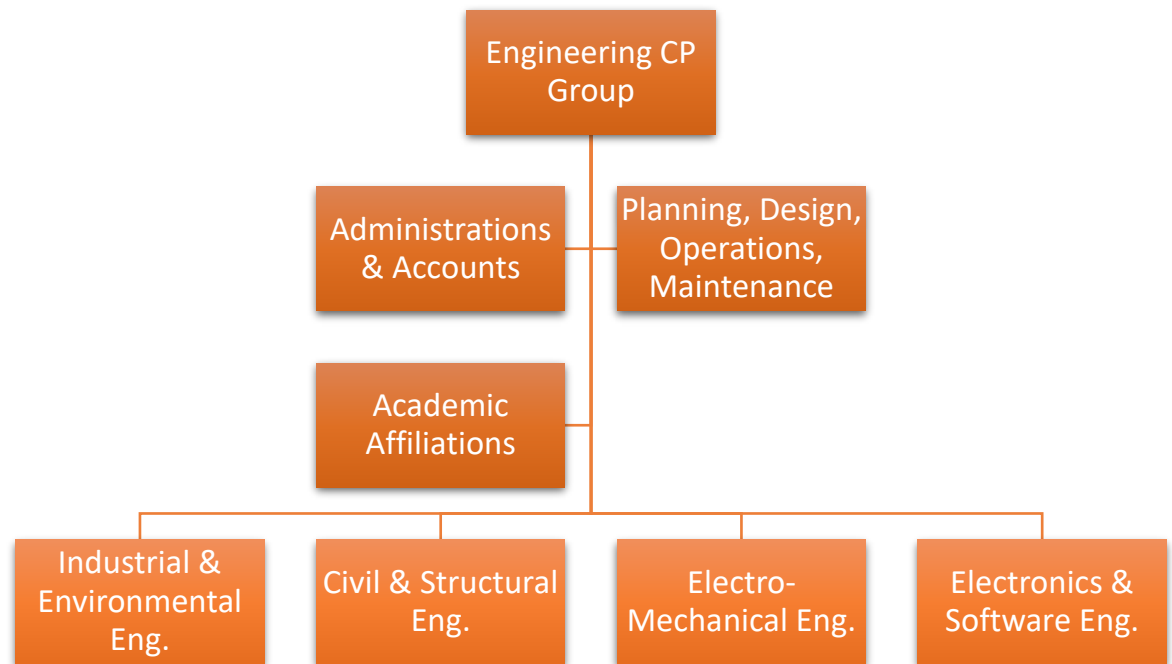 Engineering CP
Group
Administrations
& Accounts
Planning, Design,
Operations,
Maintenance
Academic
Affiliations
Industrial &
Environmental
Eng.
Civil & Structural
Eng.
Electro-
Mechanical Eng.
Electronics &
Software Eng.